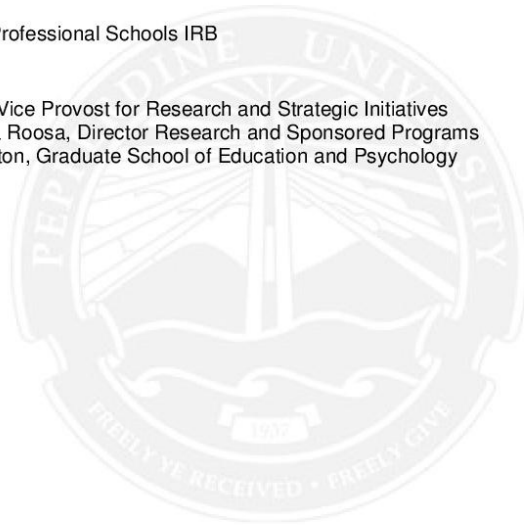 Professional Schools IRB
Vice Provost for Research and Strategic Initiatives
Roosa, Director Research and Sponsored Programs
ton, Graduate School of Education and Psychology
PEPPERDINE UNIVERSITY
1937
FREELY YE RECEIVED • FREELY GIVE